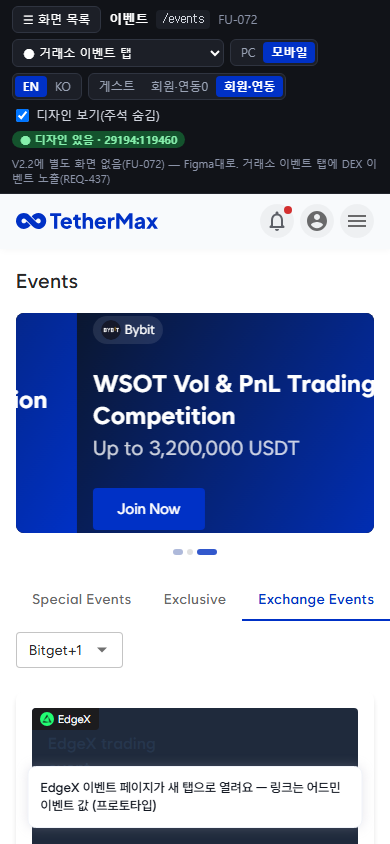 ☰ 화면 목록 이벤트 /events FU-072
● 거래소 이벤트 탭 PC 모바일
EN KO 게스트 회원·연동0 회원·연동
디자인 보기(주석 숨김)
● 디자인 있음 · 29194:119460
V2.2에 별도 화면 없음(FU-072) — Figma대로. 거래소 이벤트 탭에 DEX 이
벤트 노출(REQ-437)
TetherMax
Events
BYBIT Bybit
ion
WSOT Vol & PnL Trading
Competition
Up to 3,200,000 USDT
Join Now
Special Events Exclusive Exchange Events
Bitget+1
EdgeX
EdgeX trading
EdgeX 이벤트 페이지가 새 탭으로 열려요 — 링크는 어드민
이벤트 값 (프로토타입)